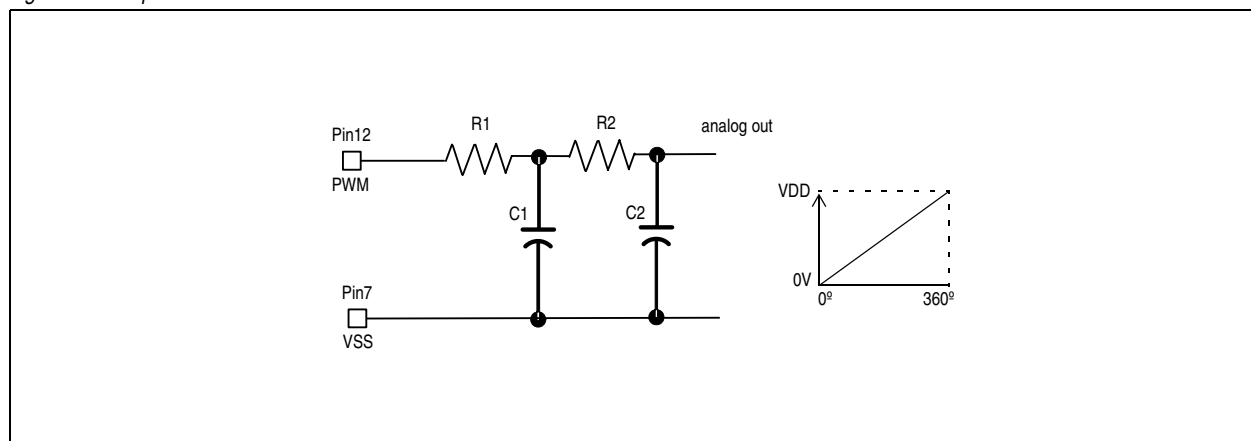 R1
R2
analog out
Pin12
PWM
C1
C2
VDD
0V
0º
360º
Pin7
VSS